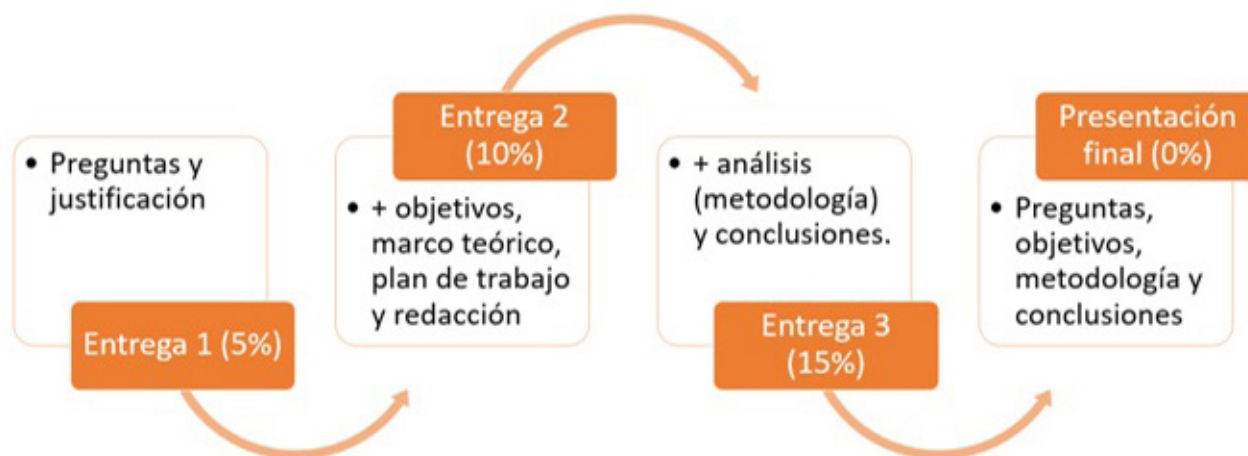 • Preguntas y
justificación
Entrega 1 (5%)
Entrega 2
(10%)
• + objetivos,
marco teórico,
plan de trabajo
y redacción
• + análisis
(metodología)
y conclusiones.
Entrega 3
(15%)
Presentación
final (0%)
• Preguntas,
objetivos,
metodología y
conclusiones